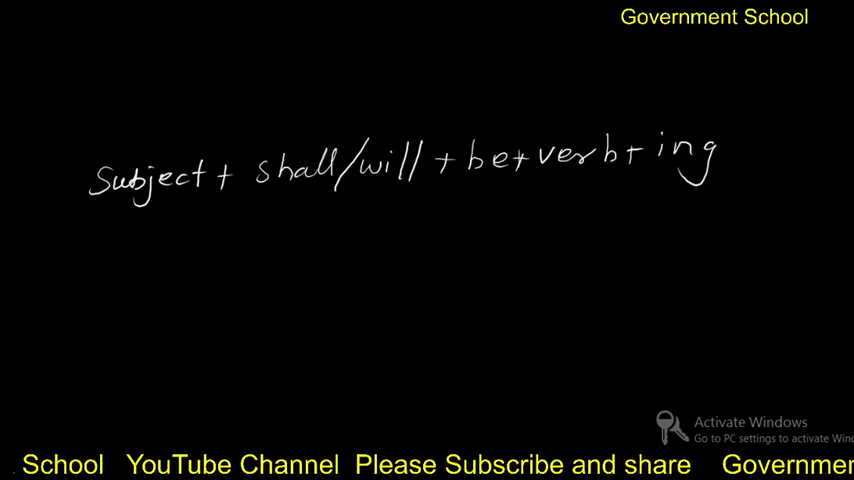 Government School
Subject + shall/will + be + verb + ing
Activate Windows
Go to PC settings to activate Win
. School YouTube Channel Please Subscribe and share Governmer